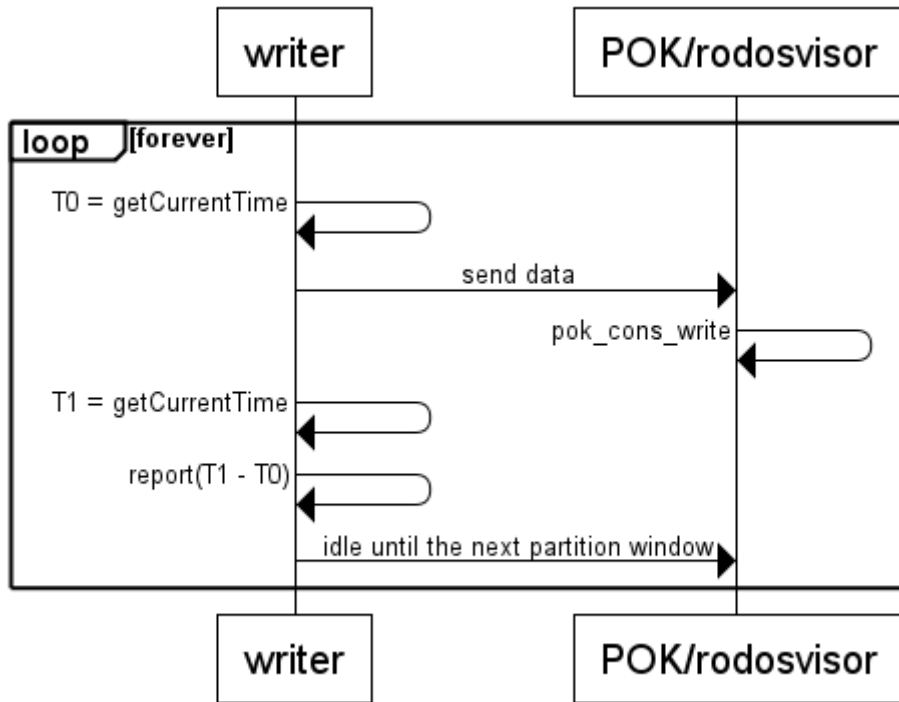 writer
POK/rodosvisor
loop
[forever]
T0 = getCurrentTime
send data
pok_cons_write
T1 = getCurrentTime
report(T1 - T0)
idle until the next partition window
writer
POK/rodosvisor